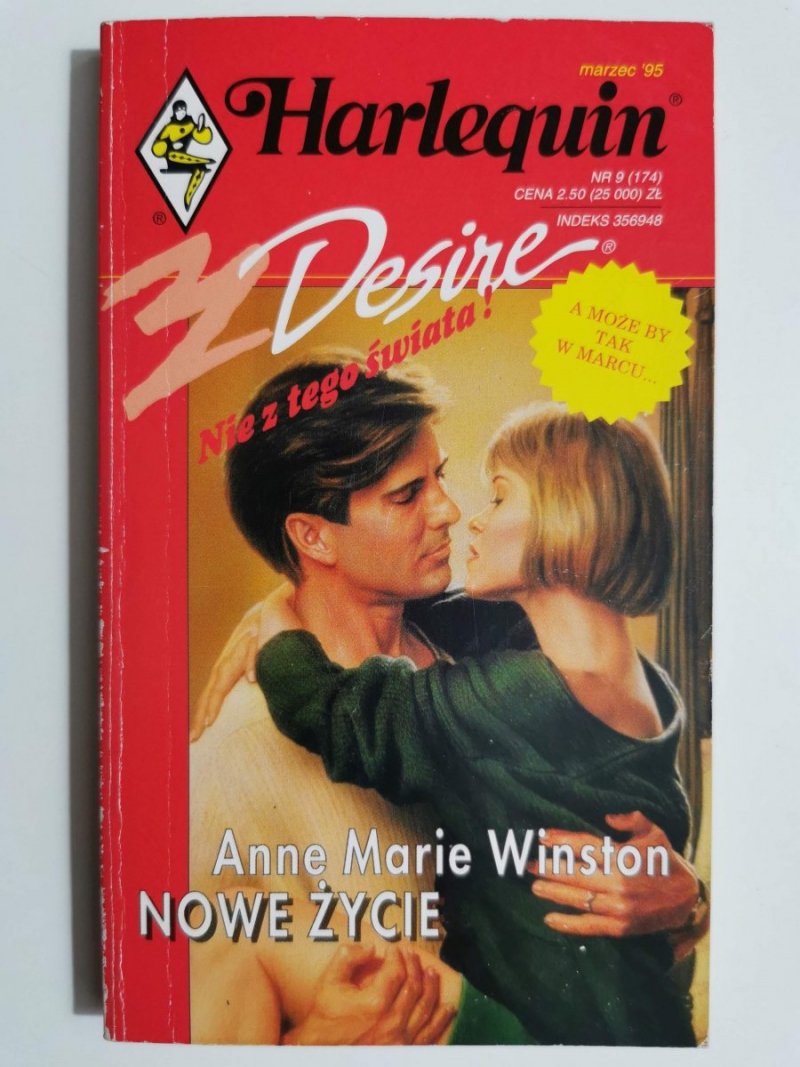 marzec '95
Harlequin®
NR 9 (174)
CENA 2.50 (25 000) ZŁ
INDEKS 356948
®
Desire®
Nie z tego świata!
A MOŻE BY
TAK
W MARCU...
Anne Marie Winston
NOWE ŻYCIE